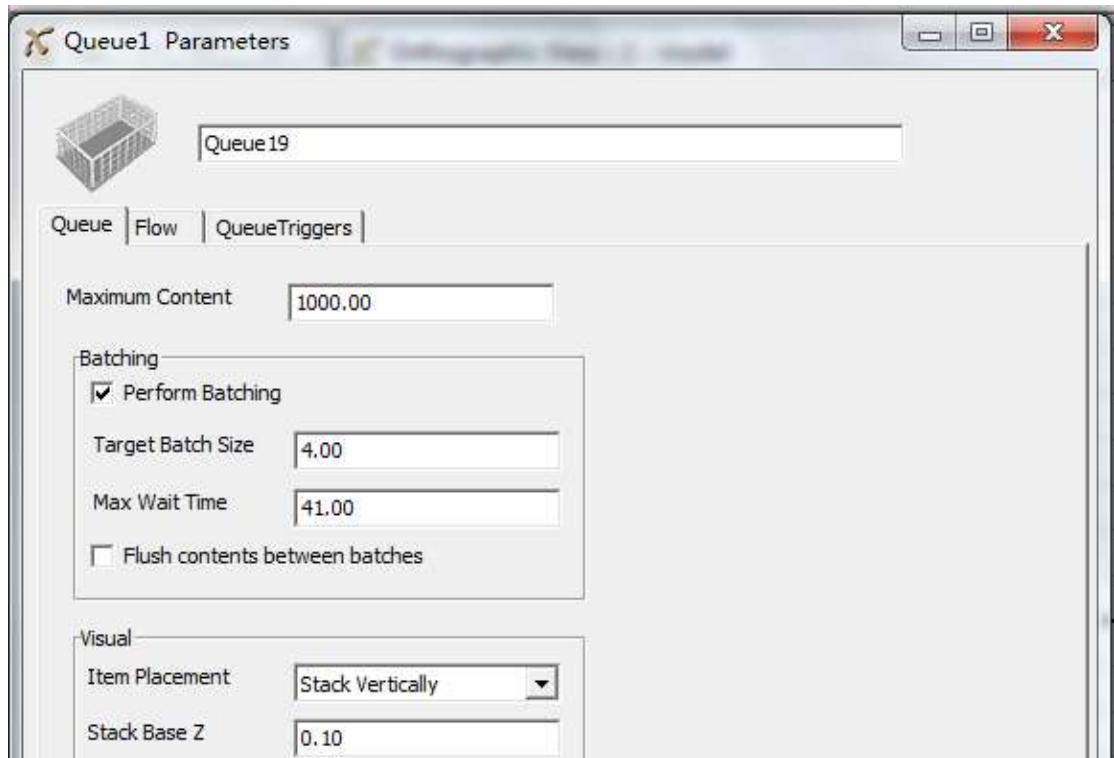 Queue1 Parameters
Queue19
Queue Flow QueueTriggers
Maximum Content 1000.00
Batching
Perform Batching
Target Batch Size 4.00
Max Wait Time 41.00
Flush contents between batches
Visual
Item Placement Stack Vertically
Stack Base Z 0.10